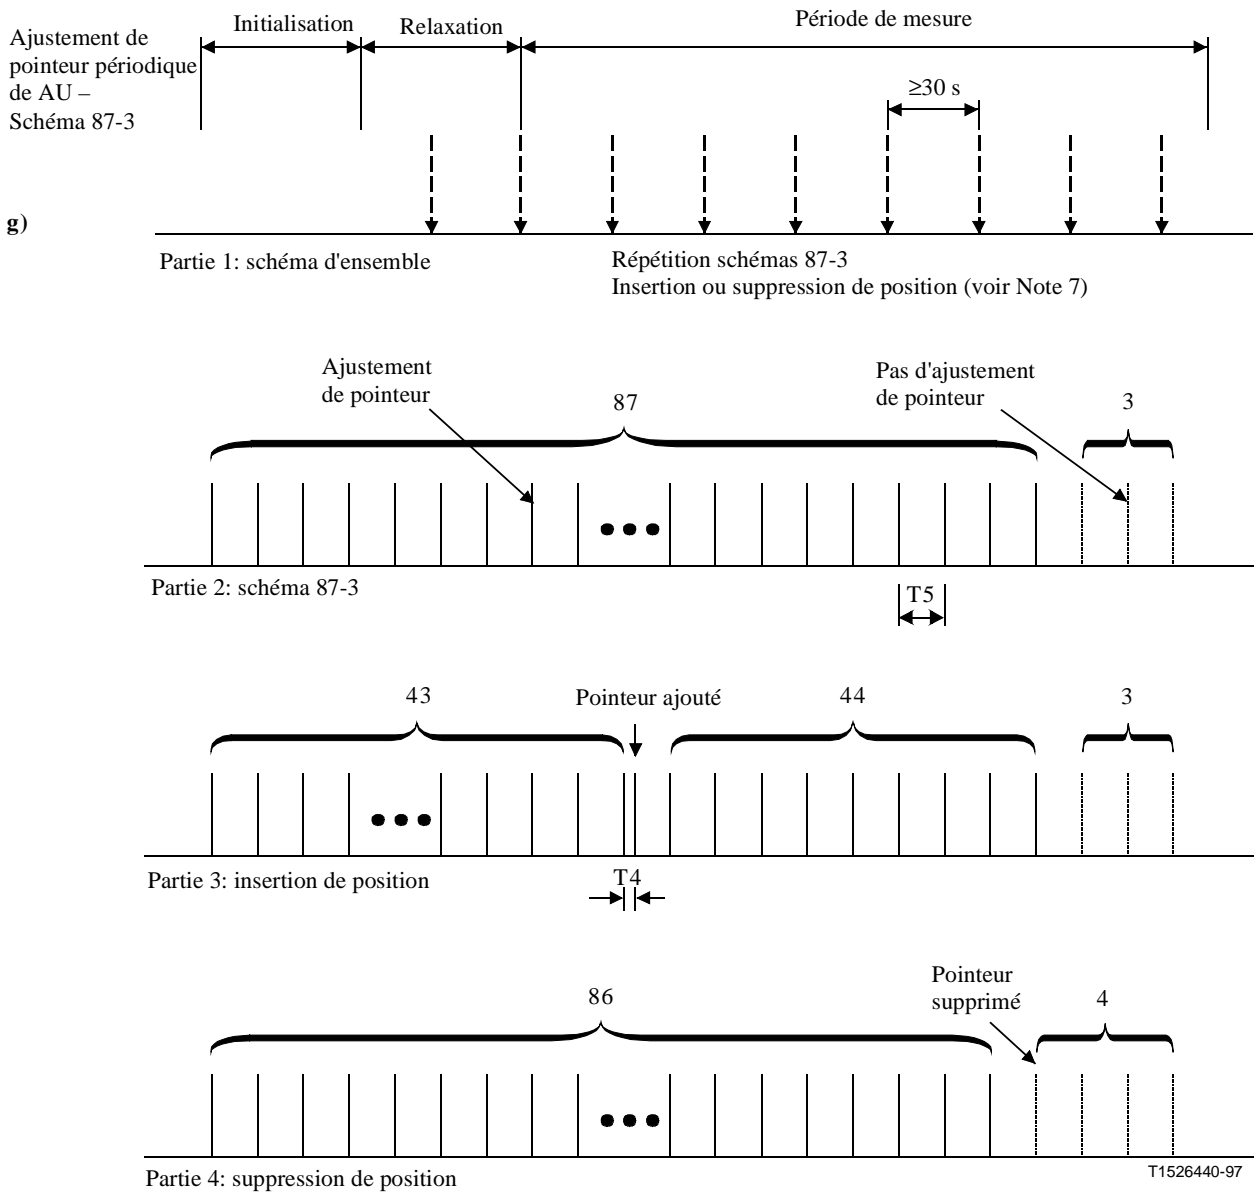 Ajustement de
pointeur périodique
de AU –
Schéma 87-3
Initialisation
Relaxation
Période de mesure
≥30 s
g)
Partie 1: schéma d'ensemble
Répétition schémas 87-3
Insertion ou suppression de position (voir Note 7)
Ajustement
de pointeur
87
Pas d'ajustement
de pointeur
3
Partie 2: schéma 87-3
T5
43
Pointeur ajouté
44
3
Partie 3: insertion de position
T4
86
Pointeur
supprimé
4
Partie 4: suppression de position
T1526440-97